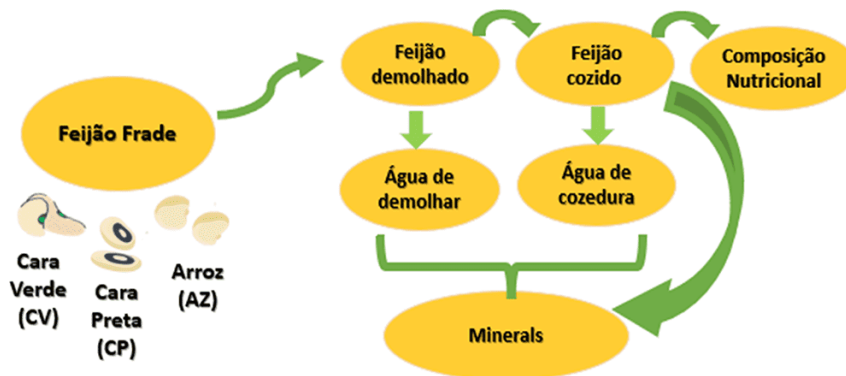 Feijão Frade
Cara
Verde
(CV)
Cara
Preta
(CP)
Arroz
(AZ)
Feijão
demolhado
Feijão
cozido
Composição
Nutricional
Água de
demolhar
Água de
cozedura
Minerals